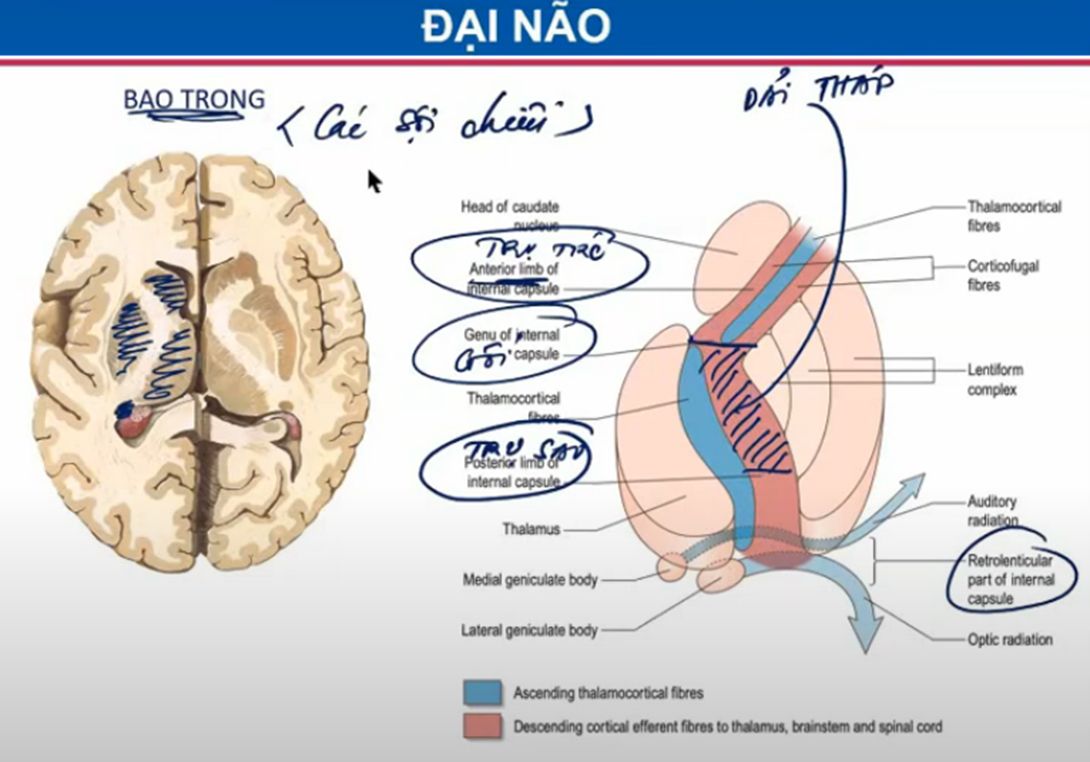 ĐẠI NÃO
BAO TRONG
(Các sợi chiếu)
DẢI THÁP
Head of caudate
nucleus
TRỤ TRC
Anterior limb of
internal capsule
Genu of internal
GỐI capsule
Thalamocortical
fibres
TRỤ SAU
Posterior limb of
internal capsule
Thalamus
Medial geniculate body
Lateral geniculate body
Thalamocortical
fibres
Corticofugal
fibres
Lentiform
complex
Auditory
radiation
Retrolenticular
part of internal
capsule
Optic radiation
Ascending thalamocortical fibres
Descending cortical efferent fibres to thalamus, brainstem and spinal cord